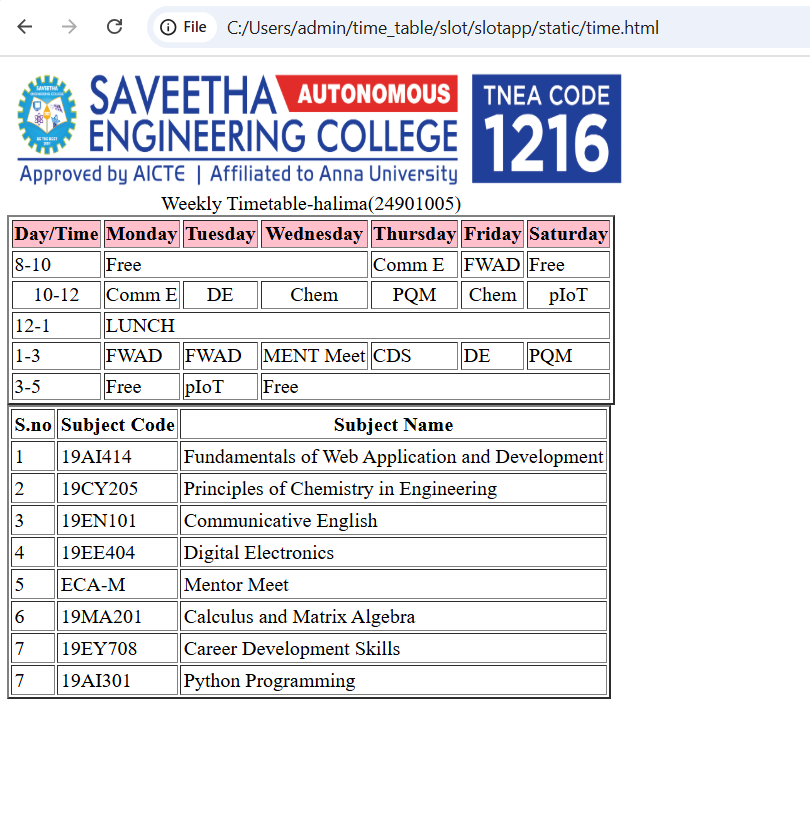 File C:/Users/admin/time_table/slot/slotapp/static/time.html
SAVEETHA AUTONOMOUS
ENGINEERING COLLEGE
Approved by AICTE | Affiliated to Anna University
TNEA CODE
1216
Weekly Timetable-halima(24901005)
Day/Time Monday Tuesday Wednesday Thursday Friday Saturday
8-10 Free Comm E FWAD Free
10-12 Comm E DE Chem PQM Chem pIoT
12-1 LUNCH
1-3 FWAD FWAD MENT Meet CDS DE PQM
3-5 Free pIoT Free
S.no Subject Code Subject Name
1 19AI414 Fundamentals of Web Application and Development
2 19CY205 Principles of Chemistry in Engineering
3 19EN101 Communicative English
4 19EE404 Digital Electronics
5 ECA-M Mentor Meet
6 19MA201 Calculus and Matrix Algebra
7 19EY708 Career Development Skills
7 19AI301 Python Programming